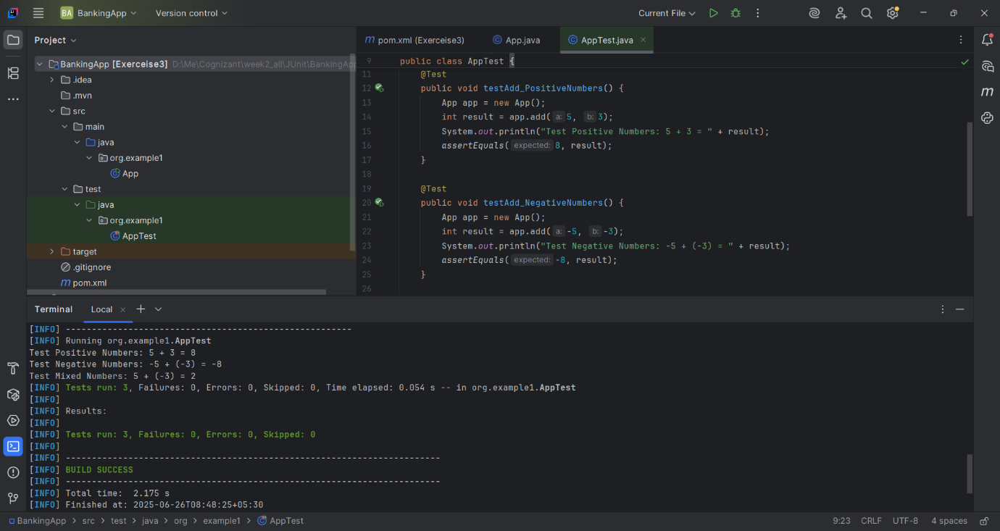 BA BankingApp Version control Current File
Project
BankingApp [Exerceise3] D:\Me\Cognizant\week2_all\JUnit\BankingAp
.idea
.mvn
src
main
java
org.example1
App
test
java
org.example1
AppTest
target
.gitignore
m pom.xml
m pom.xml (Exerceise3) App.java AppTest.java
9 public class AppTest {
11 @Test
12 public void testAdd_PositiveNumbers() {
13 App app = new App();
14 int result = app.add( a: 5, b: 3);
15 System.out.println("Test Positive Numbers: 5 + 3 = " + result);
16 assertEquals( expected: 8, result);
17 }
18
19 @Test
20 public void testAdd_NegativeNumbers() {
21 App app = new App();
22 int result = app.add( a: -5, b: -3);
23 System.out.println("Test Negative Numbers: -5 + (-3) = " + result);
24 assertEquals( expected: -8, result);
25 }
26
m
Terminal Local
[INFO] -------------------------------------------------------
[INFO] Running org.example1.AppTest
Test Positive Numbers: 5 + 3 = 8
Test Negative Numbers: -5 + (-3) = -8
Test Mixed Numbers: 5 + (-3) = 2
[INFO] Tests run: 3, Failures: 0, Errors: 0, Skipped: 0, Time elapsed: 0.054 s -- in org.example1.AppTest
[INFO]
[INFO] Results:
[INFO]
[INFO] Tests run: 3, Failures: 0, Errors: 0, Skipped: 0
[INFO]
[INFO] ------------------------------------------------------------------------
[INFO] BUILD SUCCESS
[INFO] ------------------------------------------------------------------------
[INFO] Total time:  2.175 s
[INFO] Finished at: 2025-06-26T08:48:25+05:30
BankingApp > src > test > java > org > example1 > AppTest 9:23 CRLF UTF-8 4 spaces